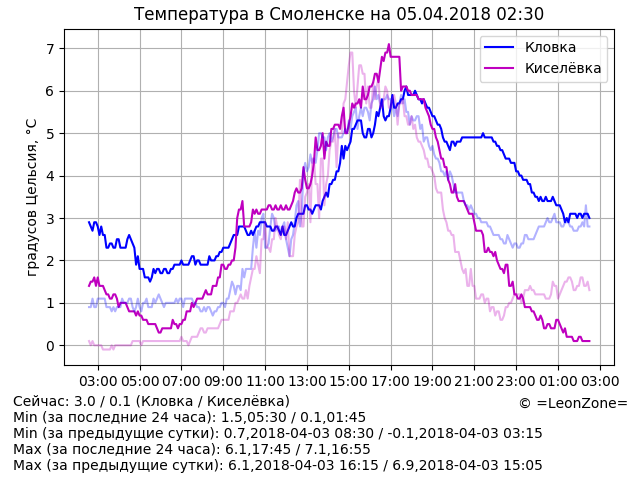 Температура в Смоленске на 05.04.2018 02:30
Кловка
Киселёвка
градусов Цельсия, °C
7
6
5
4
3
2
1
0
03:00 05:00 07:00 09:00 11:00 13:00 15:00 17:00 19:00 21:00 23:00 01:00 03:00
Сейчас: 3.0 / 0.1 (Кловка / Киселёвка)
© =LeonZone=
Min (за последние 24 часа): 1.5,05:30 / 0.1,01:45
Min (за предыдущие сутки): 0.7,2018-04-03 08:30 / -0.1,2018-04-03 03:15
Max (за последние 24 часа): 6.1,17:45 / 7.1,16:55
Max (за предыдущие сутки): 6.1,2018-04-03 16:15 / 6.9,2018-04-03 15:05